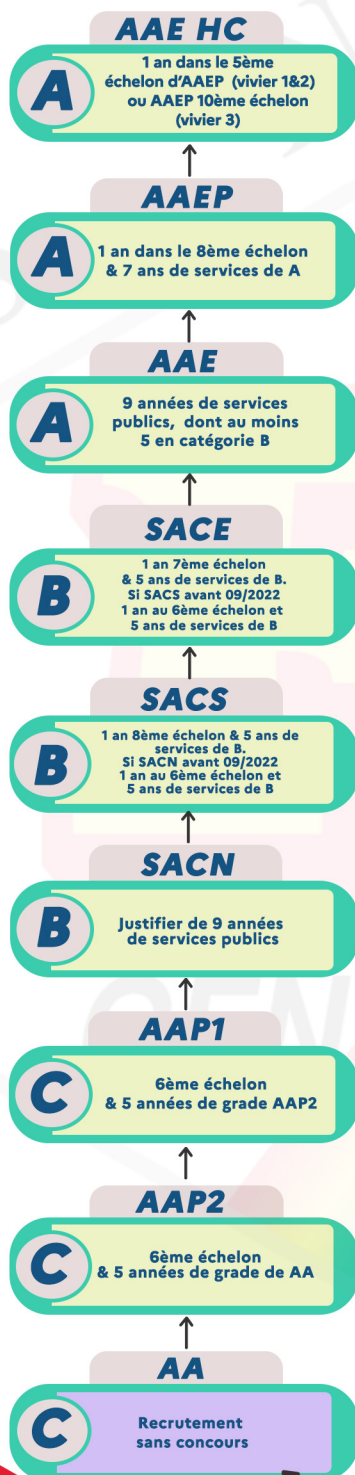 AAE HC
A
1 an dans le 5ème
échelon d'AAEP (vivier 1&2)
ou AAEP 10ème échelon
(vivier 3)
AAEP
A
1 an dans le 8ème échelon
& 7 ans de services de A
AAE
A
9 années de services
publics, dont au moins
5 en catégorie B
SACE
B
1 an 7ème échelon
& 5 ans de services de B.
Si SACS avant 09/2022
1 an au 6ème échelon et
5 ans de services de B
SACS
B
1 an 8ème échelon & 5 ans de
services de B.
Si SACN avant 09/2022
1 an au 6ème échelon et
5 ans de services de B
SACN
B
Justifier de 9 années
de services publics
AAP1
C
6ème échelon
& 5 années de grade AAP2
AAP2
C
6ème échelon
& 5 années de grade de AA
AA
C
Recrutement
sans concours